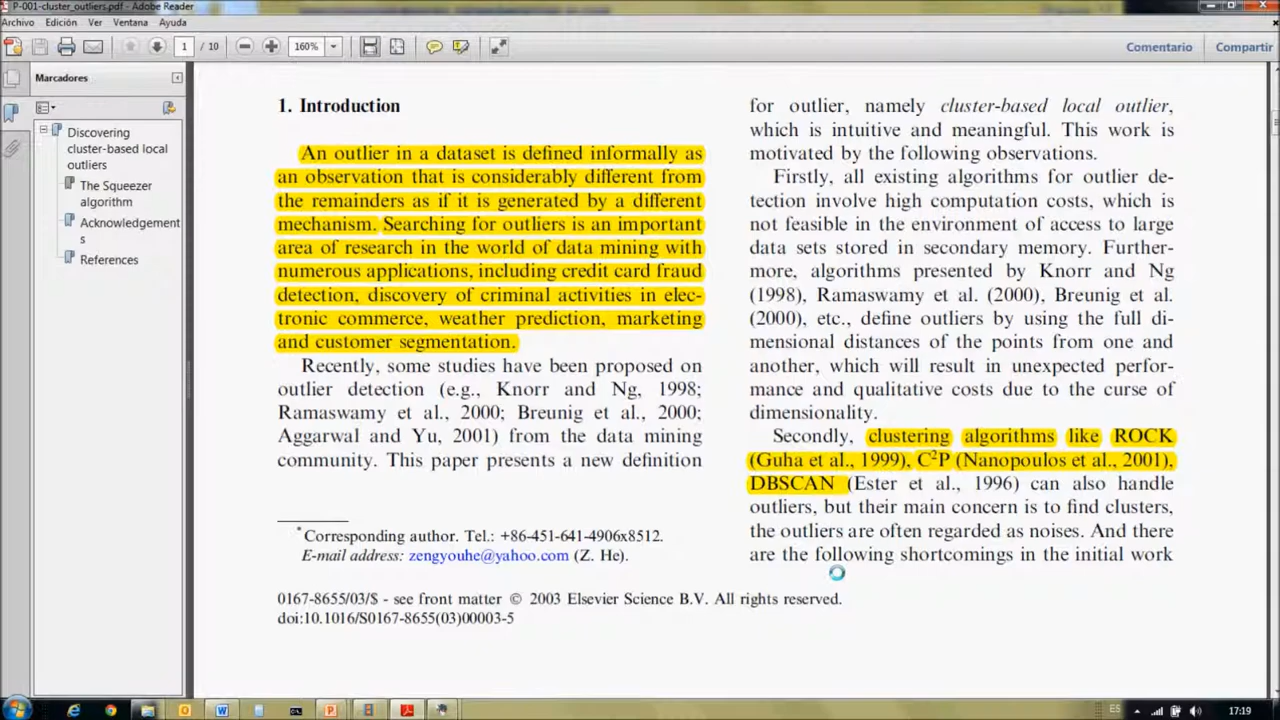 P-001-cluster_outliers.pdf - Adobe Reader
Archivo Edición Ver Ventana Ayuda
1 / 10 160% Comentario Compartir
Marcadores
Discovering
cluster-based local
outliers
The Squeezer
algorithm
Acknowledgement
s
References
1. Introduction
An outlier in a dataset is defined informally as
an observation that is considerably different from
the remainders as if it is generated by a different
mechanism. Searching for outliers is an important
area of research in the world of data mining with
numerous applications, including credit card fraud
detection, discovery of criminal activities in elec-
tronic commerce, weather prediction, marketing
and customer segmentation.
Recently, some studies have been proposed on
outlier detection (e.g., Knorr and Ng, 1998;
Ramaswamy et al., 2000; Breunig et al., 2000;
Aggarwal and Yu, 2001) from the data mining
community. This paper presents a new definition
* Corresponding author. Tel.: +86-451-641-4906x8512.
E-mail address: zengyouhe@yahoo.com (Z. He).
for outlier, namely cluster-based local outlier,
which is intuitive and meaningful. This work is
motivated by the following observations.
Firstly, all existing algorithms for outlier de-
tection involve high computation costs, which is
not feasible in the environment of access to large
data sets stored in secondary memory. Further-
more, algorithms presented by Knorr and Ng
(1998), Ramaswamy et al. (2000), Breunig et al.
(2000), etc., define outliers by using the full di-
mensional distances of the points from one and
another, which will result in unexpected perfor-
mance and qualitative costs due to the curse of
dimensionality.
Secondly, clustering algorithms like ROCK
(Guha et al., 1999), C²P (Nanopoulos et al., 2001),
DBSCAN (Ester et al., 1996) can also handle
outliers, but their main concern is to find clusters,
the outliers are often regarded as noises. And there
are the following shortcomings in the initial work
0167-8655/03/$ - see front matter © 2003 Elsevier Science B.V. All rights reserved.
doi:10.1016/S0167-8655(03)00003-5
ES 17:19